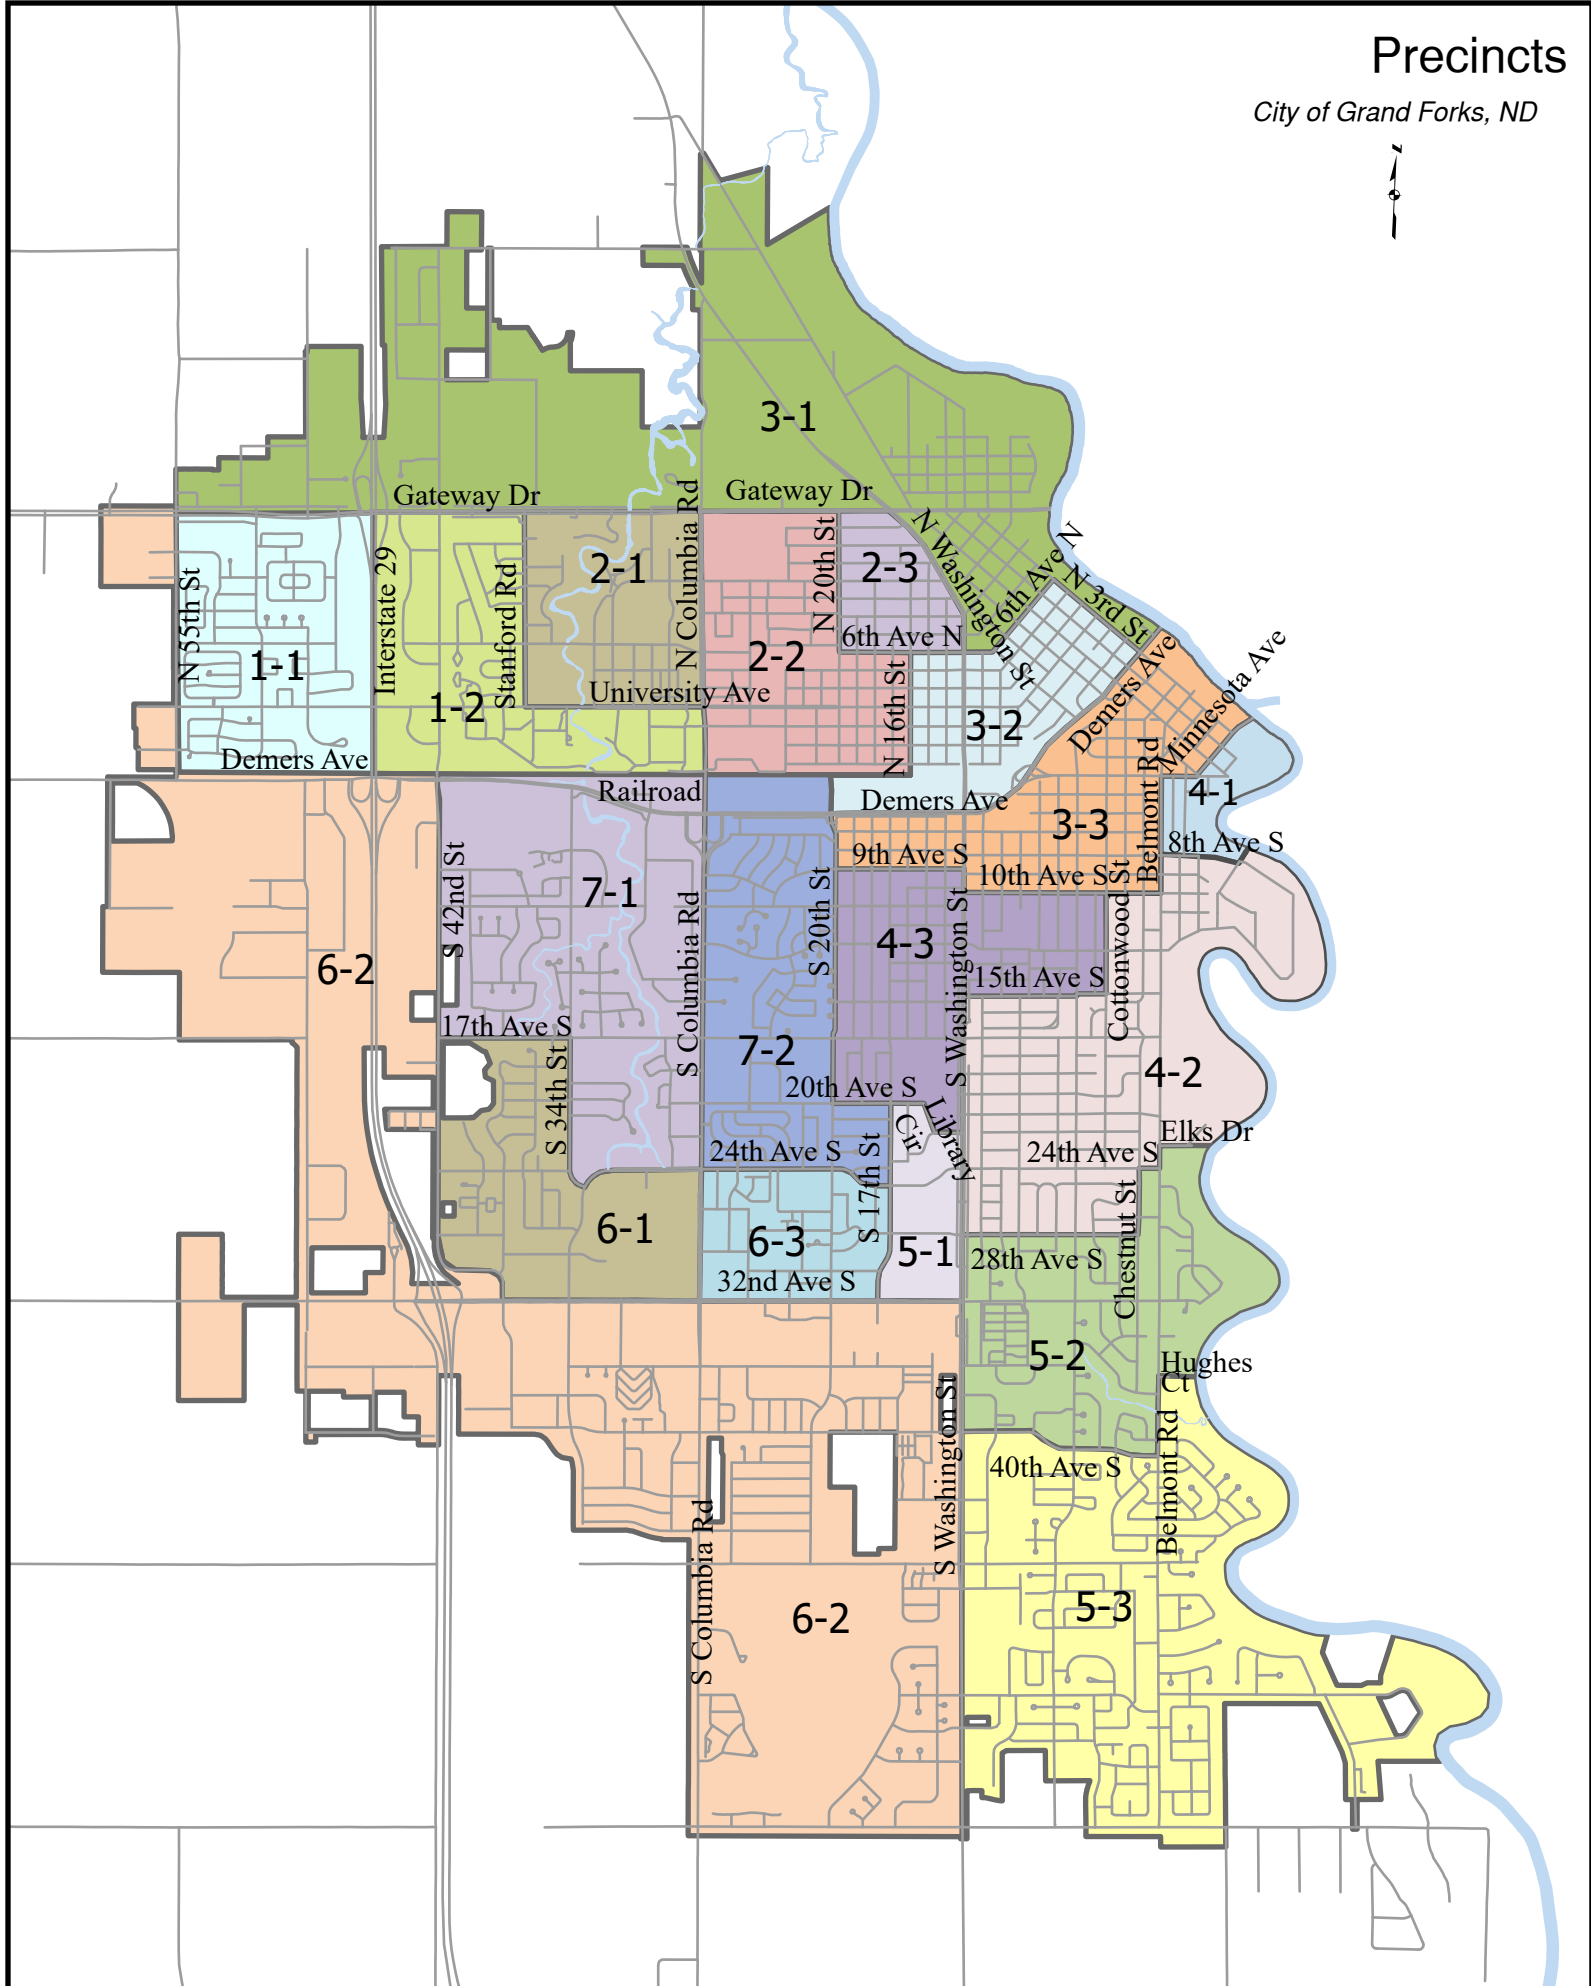 Precincts
City of Grand Forks, ND
3-1
Gateway Dr
Gateway Dr
N 55th St
Interstate 29
Stanford Rd
N Columbia Rd
N 20th St
N Washington St
6th Ave N
N 3rd St
2-1
2-3
6th Ave N
1-1
2-2
1-2
University Ave
N 16th St
3-2
Demers Ave
Minnesota Ave
Demers Ave
Railroad
Demers Ave
Belmont Rd
4-1
3-3
8th Ave S
9th Ave S
10th Ave S
S 42nd St
7-1
S Columbia Rd
S 20th St
4-3
S Washington St
Cottonwood St
6-2
15th Ave S
17th Ave S
7-2
S 34th St
20th Ave S
4-2
Library
Cir
Elks Dr
24th Ave S
24th Ave S
S 17th St
Chestnut St
6-1
6-3
5-1
28th Ave S
32nd Ave S
5-2
Hughes
Ct
S Washington St
40th Ave S
Belmont Rd
S Columbia Rd
5-3
6-2